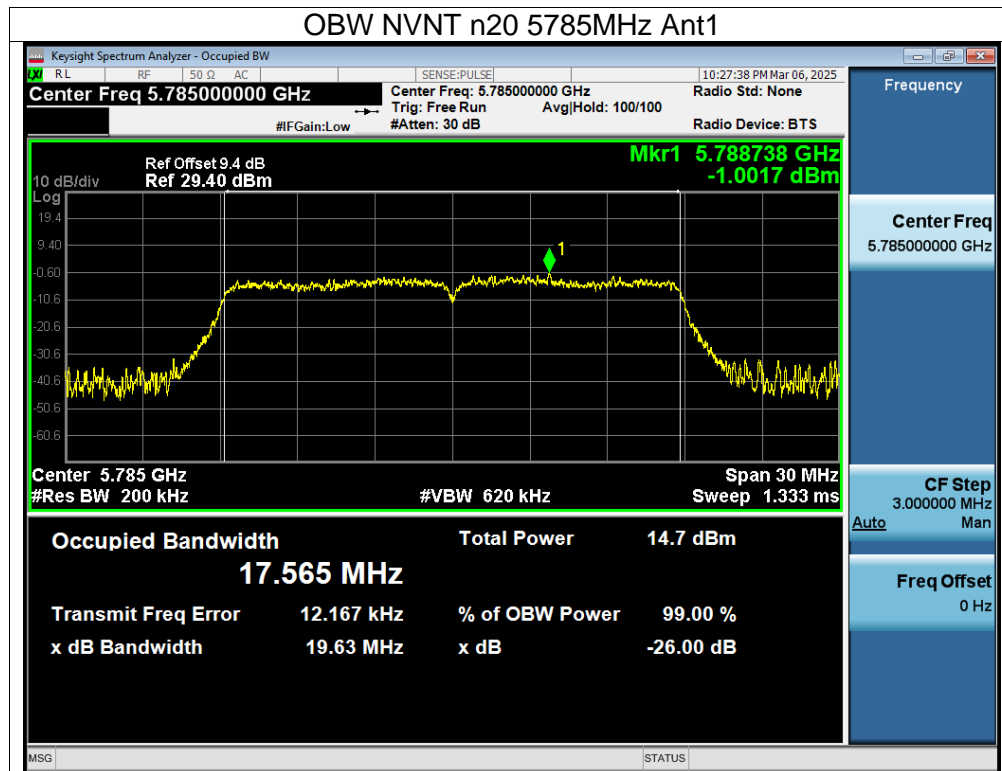 OBW NVNT n20 5785MHz Ant1
Keysight Spectrum Analyzer - Occupied BW
LXI RL RF 50 Ω AC SENSE:PULSE 10:27:38 PM Mar 06, 2025
Center Freq 5.785000000 GHz
Center Freq: 5.785000000 GHz
Radio Std: None
Trig: Free Run Avg|Hold: 100/100
#IFGain:Low
#Atten: 30 dB
Radio Device: BTS
Mkr1 5.788738 GHz
-1.0017 dBm
Ref Offset 9.4 dB
10 dB/div Ref 29.40 dBm
Log
19.4
9.40
-0.60
-10.6
-20.6
-30.6
-40.6
-50.6
-60.6
1
Center 5.785 GHz Span 30 MHz
#Res BW 200 kHz #VBW 620 kHz Sweep 1.333 ms
Occupied Bandwidth Total Power 14.7 dBm
17.565 MHz
Transmit Freq Error 12.167 kHz % of OBW Power 99.00 %
x dB Bandwidth 19.63 MHz x dB -26.00 dB
MSG STATUS
Frequency
Center Freq
5.785000000 GHz
CF Step
3.000000 MHz
Auto Man
Freq Offset
0 Hz